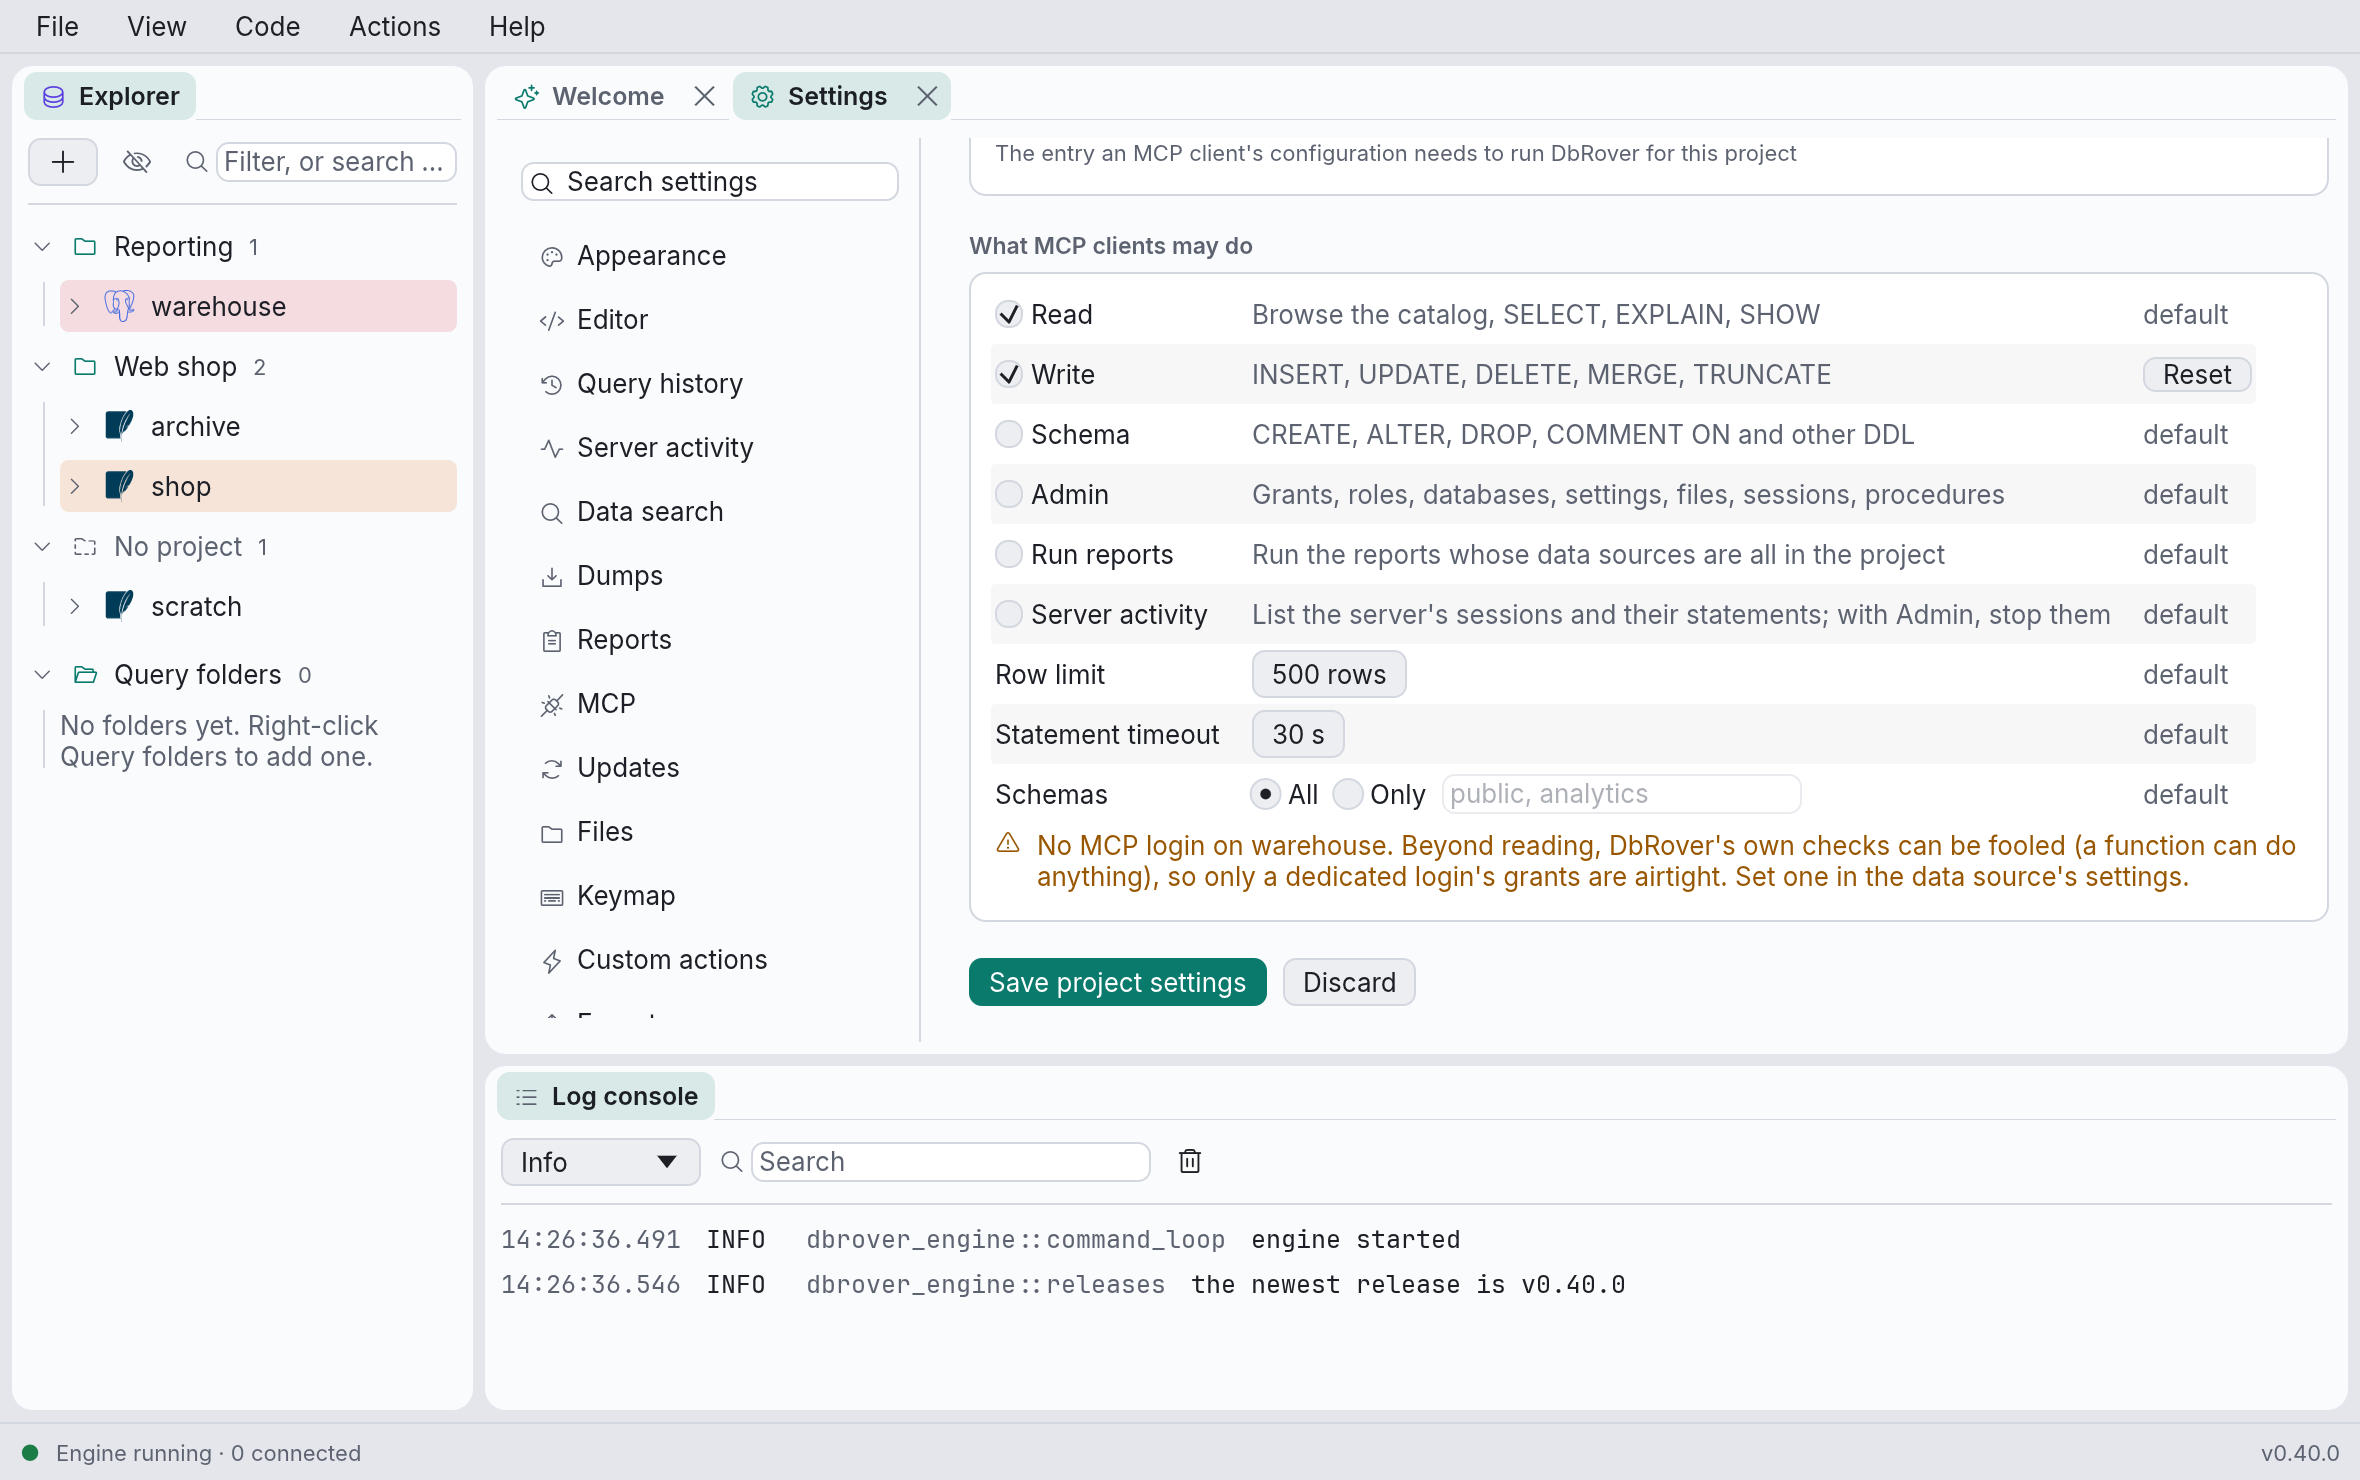 File View Code Actions Help
Explorer
Filter, or search ...
Reporting 1
warehouse
Web shop 2
archive
shop
No project 1
scratch
Query folders 0
No folders yet. Right-click
Query folders to add one.
Welcome
Settings
Search settings
Appearance
Editor
Query history
Server activity
Data search
Dumps
Reports
MCP
Updates
Files
Keymap
Custom actions
The entry an MCP client's configuration needs to run DbRover for this project
What MCP clients may do
Read Browse the catalog, SELECT, EXPLAIN, SHOW default
Write INSERT, UPDATE, DELETE, MERGE, TRUNCATE Reset
Schema CREATE, ALTER, DROP, COMMENT ON and other DDL default
Admin Grants, roles, databases, settings, files, sessions, procedures default
Run reports Run the reports whose data sources are all in the project default
Server activity List the server's sessions and their statements; with Admin, stop them default
Row limit 500 rows default
Statement timeout 30 s default
Schemas All Only public, analytics default
No MCP login on warehouse. Beyond reading, DbRover's own checks can be fooled (a function can do
anything), so only a dedicated login's grants are airtight. Set one in the data source's settings.
Save project settings Discard
Log console
Info Search
14:26:36.491 INFO dbrover_engine::command_loop engine started
14:26:36.546 INFO dbrover_engine::releases the newest release is v0.40.0
Engine running · 0 connected v0.40.0